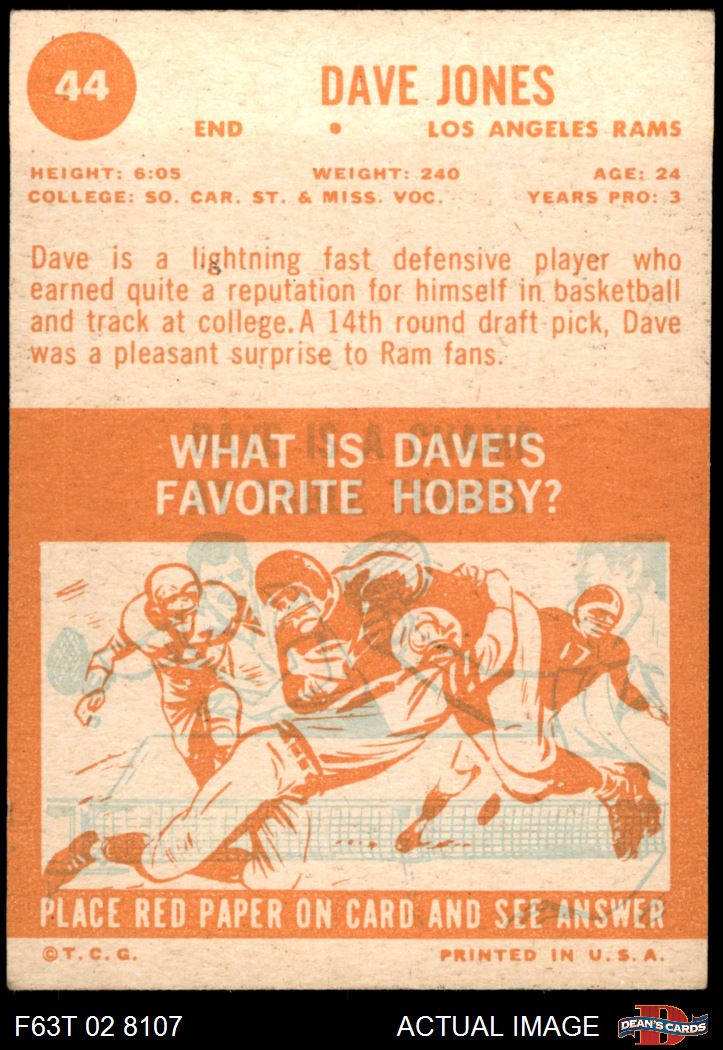 44
DAVE JONES
END • LOS ANGELES RAMS
HEIGHT: 6:05 WEIGHT: 240 AGE: 24
COLLEGE: SO. CAR. ST. & MISS. VOC. YEARS PRO: 3
Dave is a lightning fast defensive player who
earned quite a reputation for himself in basketball
and track at college. A 14th round draft pick, Dave
was a pleasant surprise to Ram fans.
DAVE IS A CHAMP
WHAT IS DAVE'S
FAVORITE HOBBY?
PLACE RED PAPER ON CARD AND SEE ANSWER
© T.C.G. PRINTED IN U.S.A.
F63T 02 8107 ACTUAL IMAGE DEAN'S CARDS